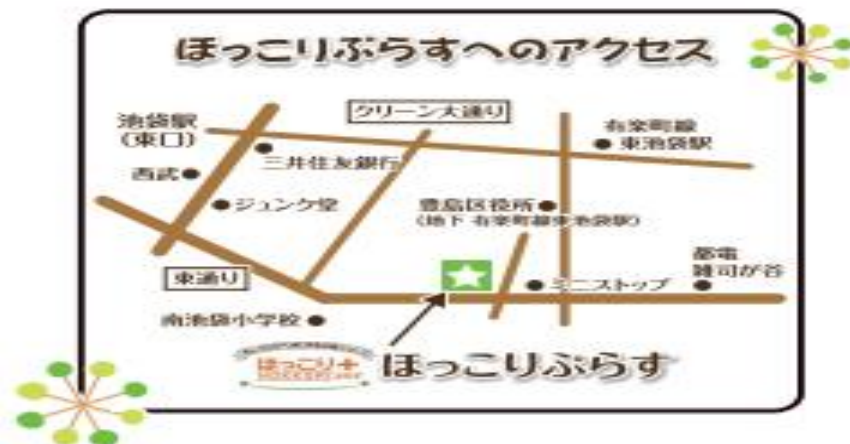 ほっこりぷらすへのアクセス
池袋駅
(東口)
グリーン大通り
有楽町線
東池袋駅
三井住友銀行
西武
ジュンク堂
豊島区役所
(地下 有楽町線東池袋駅)
都電
雑司が谷
東通り
ミニストップ
南池袋小学校
ほっこり+
ほっこりぷらす